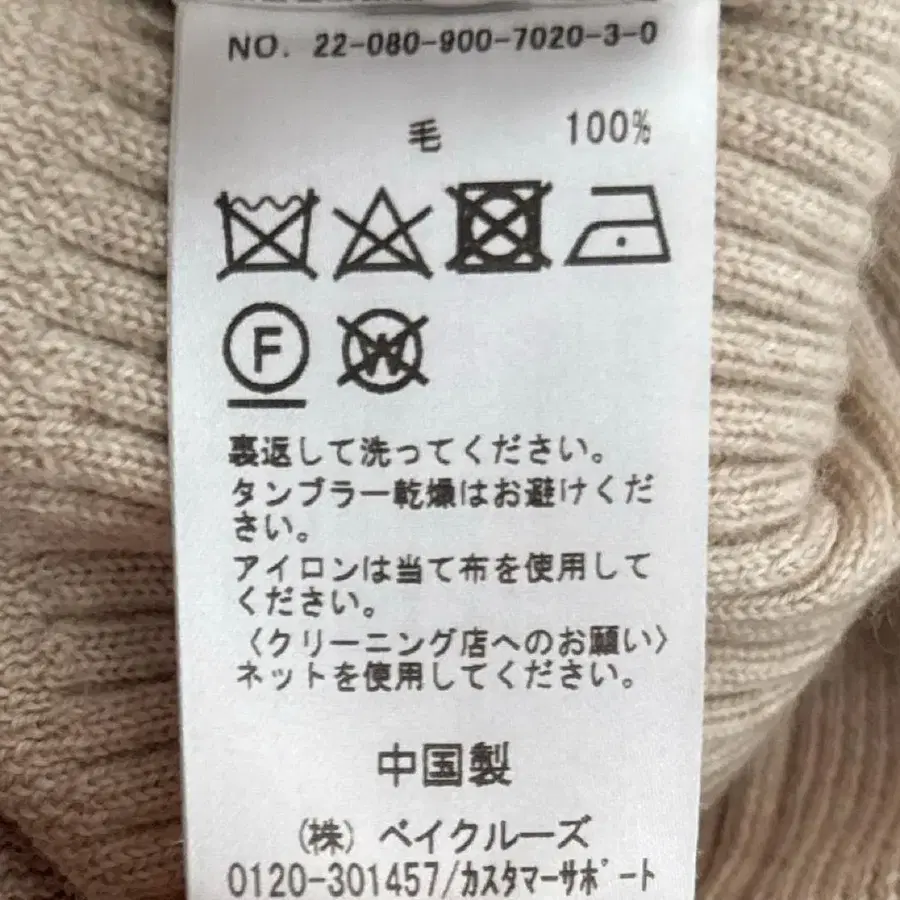 NO. 22-080-900-7020-3-0
毛 100%
F W
裏返して洗ってください。
タンブラー乾燥はお避けくだ
さい。
アイロンは当て布を使用して
ください。
〈クリーニング店へのお願い〉
ネットを使用してください。
中国製
(株) ベイクルーズ
0120-301457/カスタマーサポート